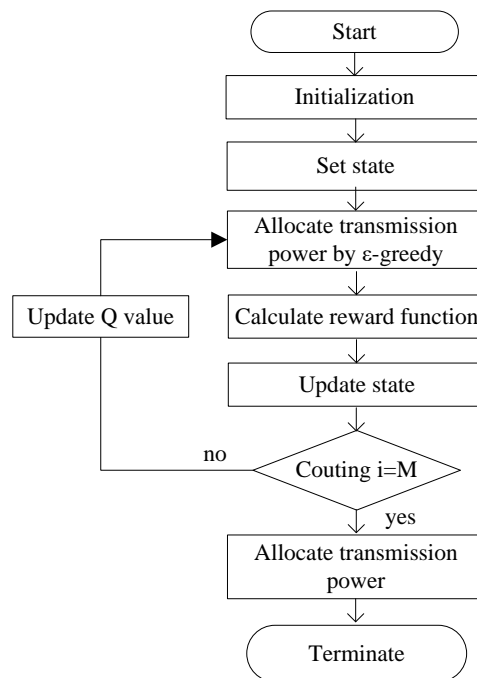 Start
Initialization
Set state
Allocate transmission
power by ε-greedy
Update Q value
Calculate reward function
Update state
no
Couting i=M
yes
Allocate transmission
power
Terminate